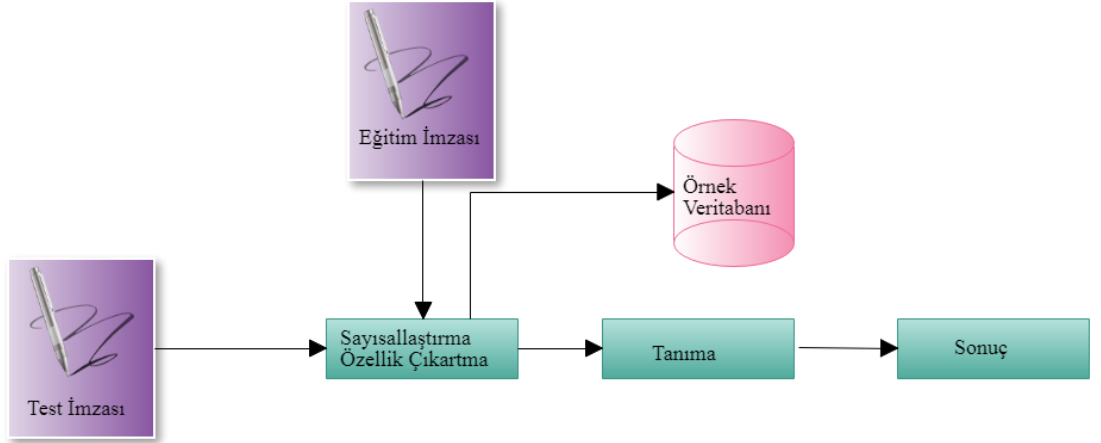 Eğitim İmzası
Örnek
Veritabanı
Test İmzası
Sayısallaştırma
Özellik Çıkartma
Tanıma
Sonuç